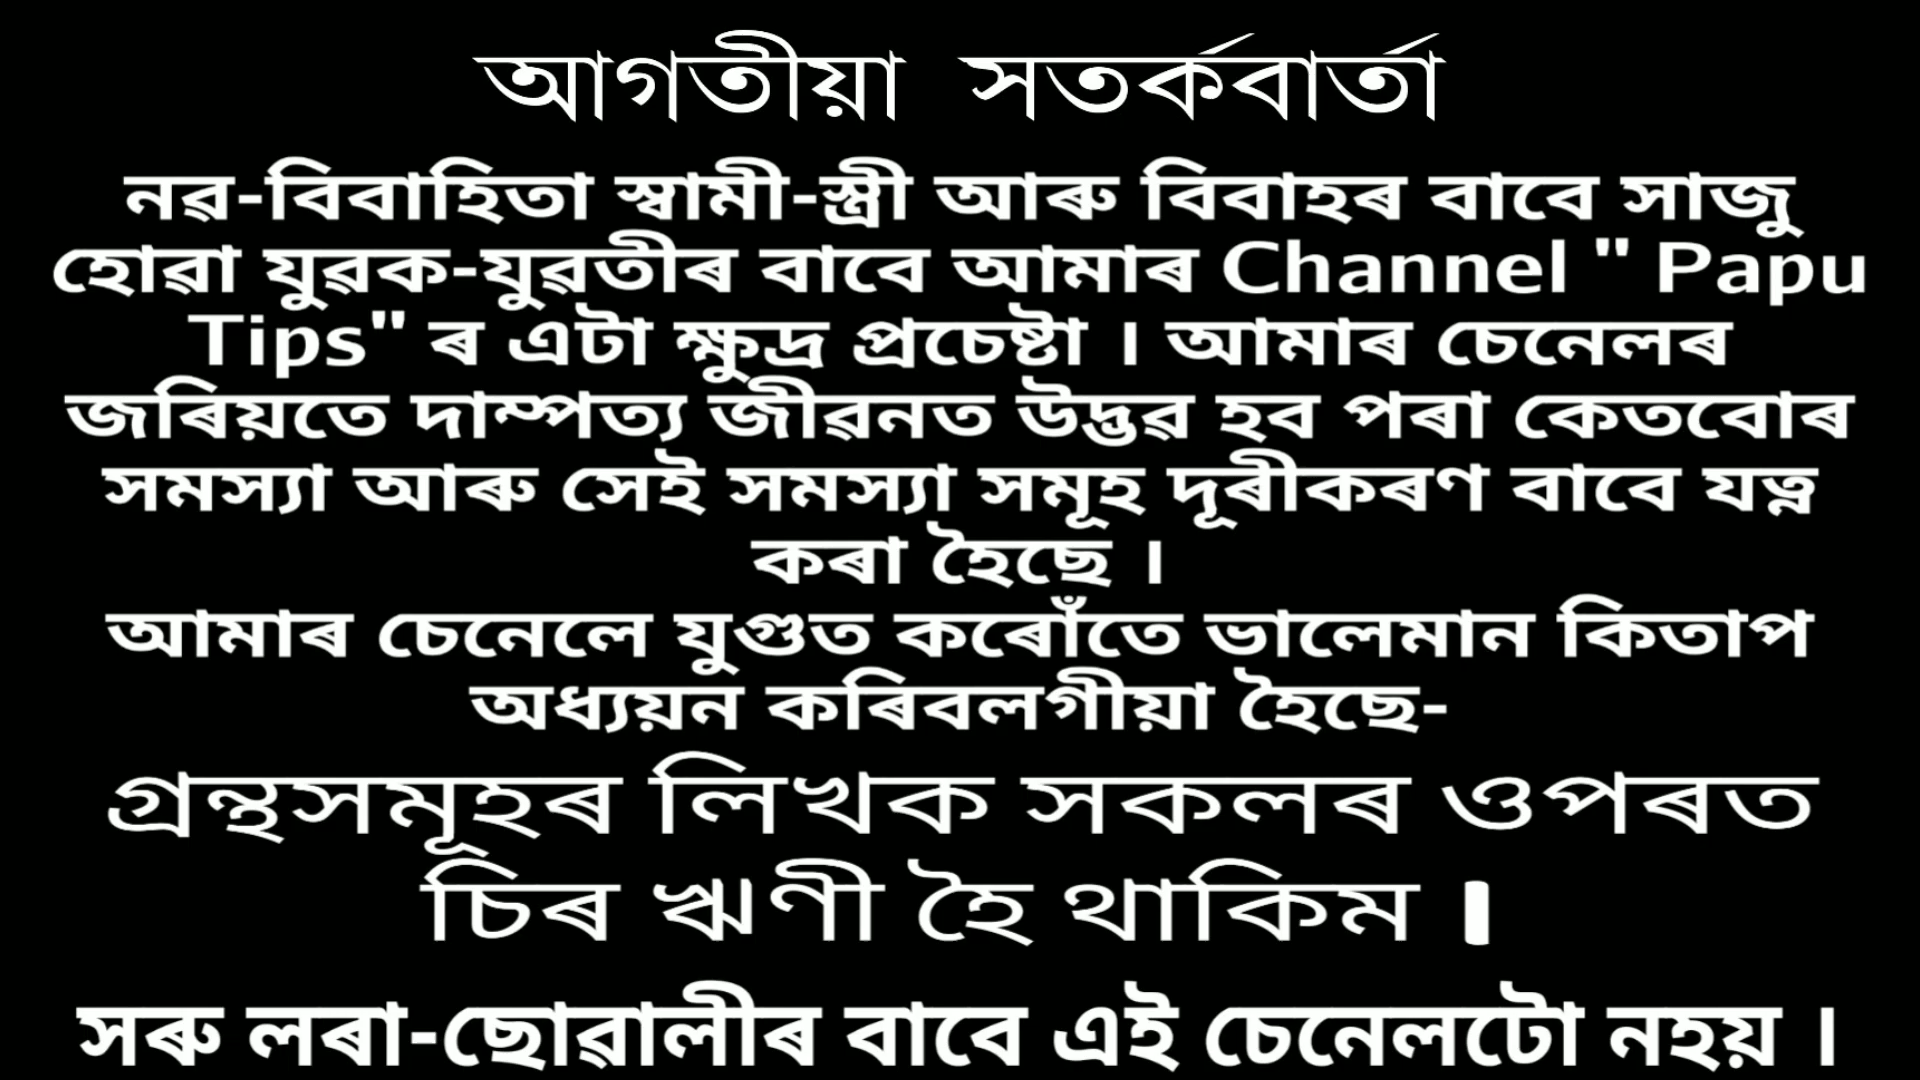 আগতীয়া সতৰ্কবাৰ্তা
নৱ-বিবাহিতা স্বামী-স্ত্ৰী আৰু বিবাহৰ বাবে সাজু
হোৱা যুৱক-যুৱতীৰ বাবে আমাৰ Channel " Papu
Tips" ৰ এটা ক্ষুদ্ৰ প্ৰচেষ্টা । আমাৰ চেনেলৰ
জৰিয়তে দাম্পত্য জীৱনত উদ্ভৱ হব পৰা কেতবোৰ
সমস্যা আৰু সেই সমস্যা সমূহ দূৰীকৰণ বাবে যত্ন
কৰা হৈছে ।
আমাৰ চেনেলে যুগুত কৰোঁতে ভালেমান কিতাপ
অধ্যয়ন কৰিবলগীয়া হৈছে-
গ্ৰন্থসমূহৰ লিখক সকলৰ ওপৰত
চিৰ ঋণী হৈ থাকিম ।
সৰু লৰা-ছোৱালীৰ বাবে এই চেনেলটো নহয় ।